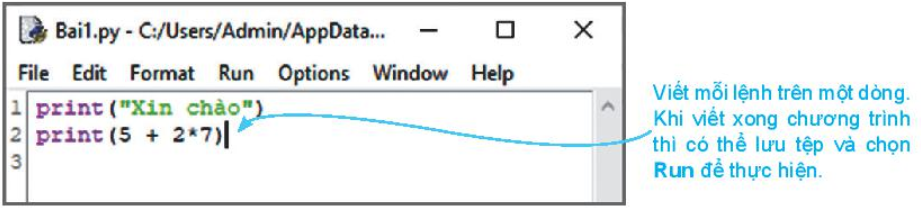 Bai1.py - C:/Users/Admin/AppData...
File Edit Format Run Options Window Help
1 print("Xin chào")
2 print(5 + 2*7)
3
Viết mỗi lệnh trên một dòng.
Khi viết xong chương trình
thì có thể lưu tệp và chọn
Run để thực hiện.